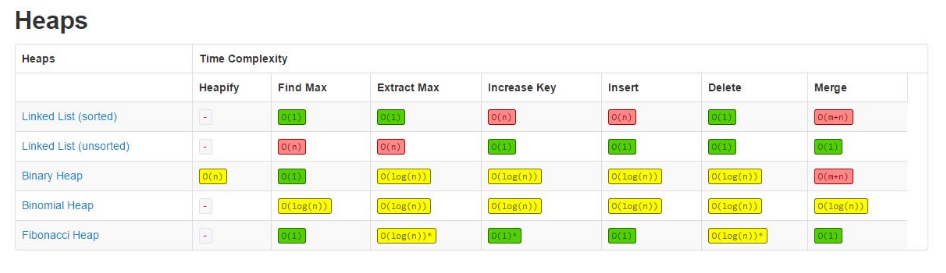 Heaps
Heaps Time Complexity
Heapify Find Max Extract Max Increase Key Insert Delete Merge
Linked List (sorted) - O(1) O(1) O(n) O(n) O(1) O(m+n)
Linked List (unsorted) - O(n) O(n) O(1) O(1) O(1) O(1)
Binary Heap O(n) O(1) O(log(n)) O(log(n)) O(log(n)) O(log(n)) O(m+n)
Binomial Heap - O(log(n)) O(log(n)) O(log(n)) O(log(n)) O(log(n)) O(log(n))
Fibonacci Heap - O(1) O(log(n))* O(1)* O(1) O(log(n))* O(1)